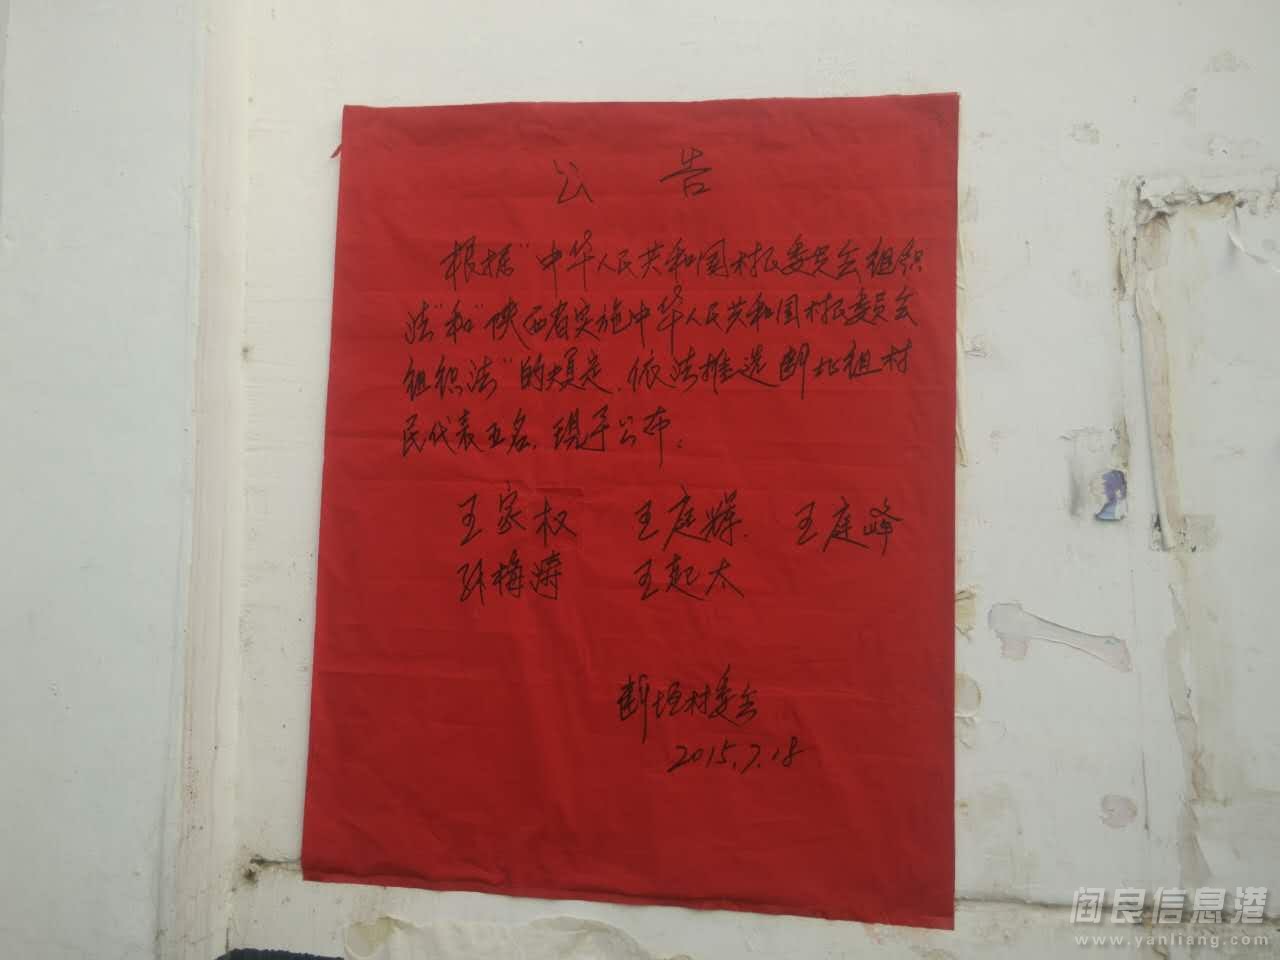 公 告
根据"中华人民共和国村民委员会组织
法"和"陕西省实施中华人民共和国村民委员会
组织法"的规定,依法推选断北组村
民代表五名,现予公布:
王家权 王庭辉 王庭峰
张梅涛 王起太
断垣村委会
2015.7.18
阎良信息港
www.yanliang.com